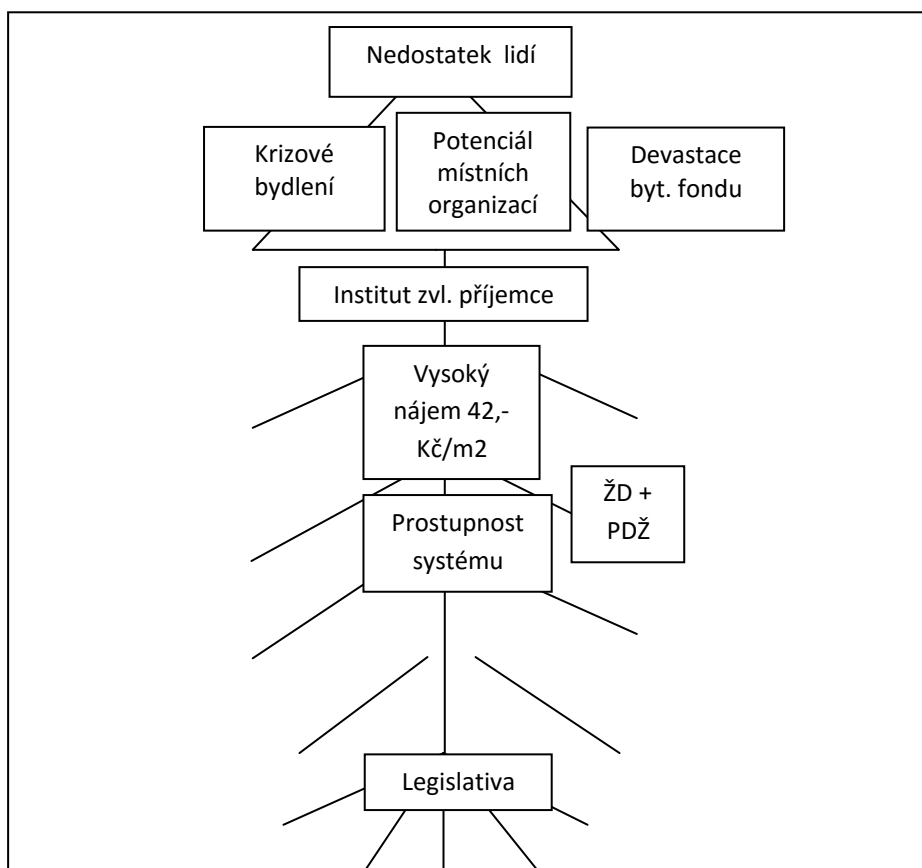 Nedostatek lidí
Krizové
bydlení
Potenciál
místních
organizací
Devastace
byt. fondu
Institut zvl. příjemce
Vysoký
nájem 42,-
Kč/m2
ŽD +
PDŽ
Prostupnost
systému
Legislativa